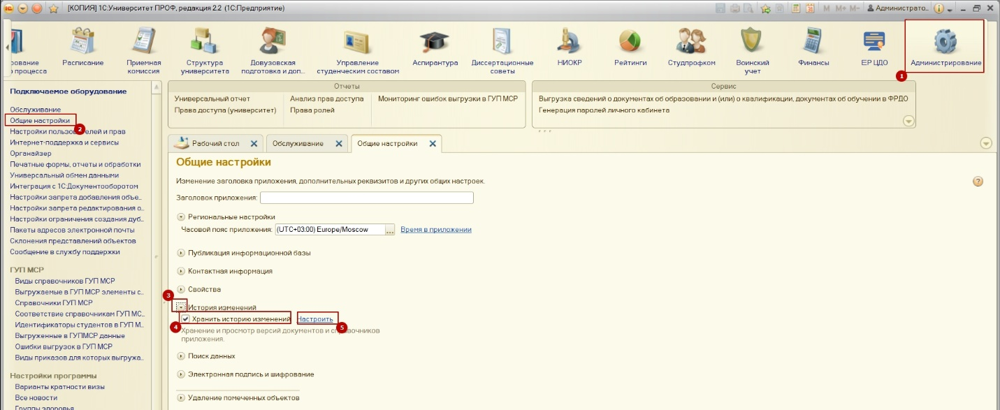 [КОПИЯ] 1С:Университет ПРОФ, редакция 2.2 (1С:Предприятие)
M M+ M-
Администрато...
Расписание
Приемная
комиссия
Структура
университета
Довузовская
подготовка и доп...
Управление
студенческим составом
Аспирантура
Диссертационные
советы
НИОКР
Рейтинги
Студпрофком
Воинский
учет
Финансы
ЕР ЦДО
Администрирование
рование
процесса
1
Подключаемое оборудование
Обслуживание
Общие настройки
2
Настройки пользователей и прав
Интернет-поддержка и сервисы
Органайзер
Печатные формы, отчеты и обработки
Универсальный обмен данными
Интеграция с 1С:Документооборотом
Настройки запрета добавления объе...
Настройки запрета редактирования о...
Настройки ограничения создания дуб...
Пакеты адресов электронной почты
Склонения представлений объектов
Сообщение в службу поддержки
ГУП МСР
Виды справочников ГУП МСР
Выгружаемые в ГУП МСР элементы с...
Справочники ГУП МСР
Соответствие справочникам ГУП МС...
Идентификаторы студентов в ГУП М...
Выгруженные в ГУПМСР данные
Ошибки выгрузок в ГУП МСР
Виды приказов для которых выгружа...
Настройки программы
Варианты кратности визы
Все новости
Группы здоровья
Отчеты
Универсальный отчет
Анализ прав доступа
Мониторинг ошибок выгрузки в ГУП МСР
Права доступа (университет)
Права ролей
Сервис
Выгрузка сведений о документах об образовании и (или) о квалификации, документах об обучении в ФРДО
Генерация паролей личного кабинета
Рабочий стол
Обслуживание
Общие настройки
Общие настройки
Изменение заголовка приложения, дополнительных реквизитов и других общих настроек.
Заголовок приложения:
Региональные настройки
Часовой пояс приложения: (UTC+03:00) Europe/Moscow ... Время в приложении
Публикация информационной базы
Контактная информация
Свойства
3
История изменений
4
Хранить историю изменений Настроить
5
Хранение и просмотр версий документов и справочников
приложения.
Поиск данных
Электронная подпись и шифрование
Удаление помеченных объектов